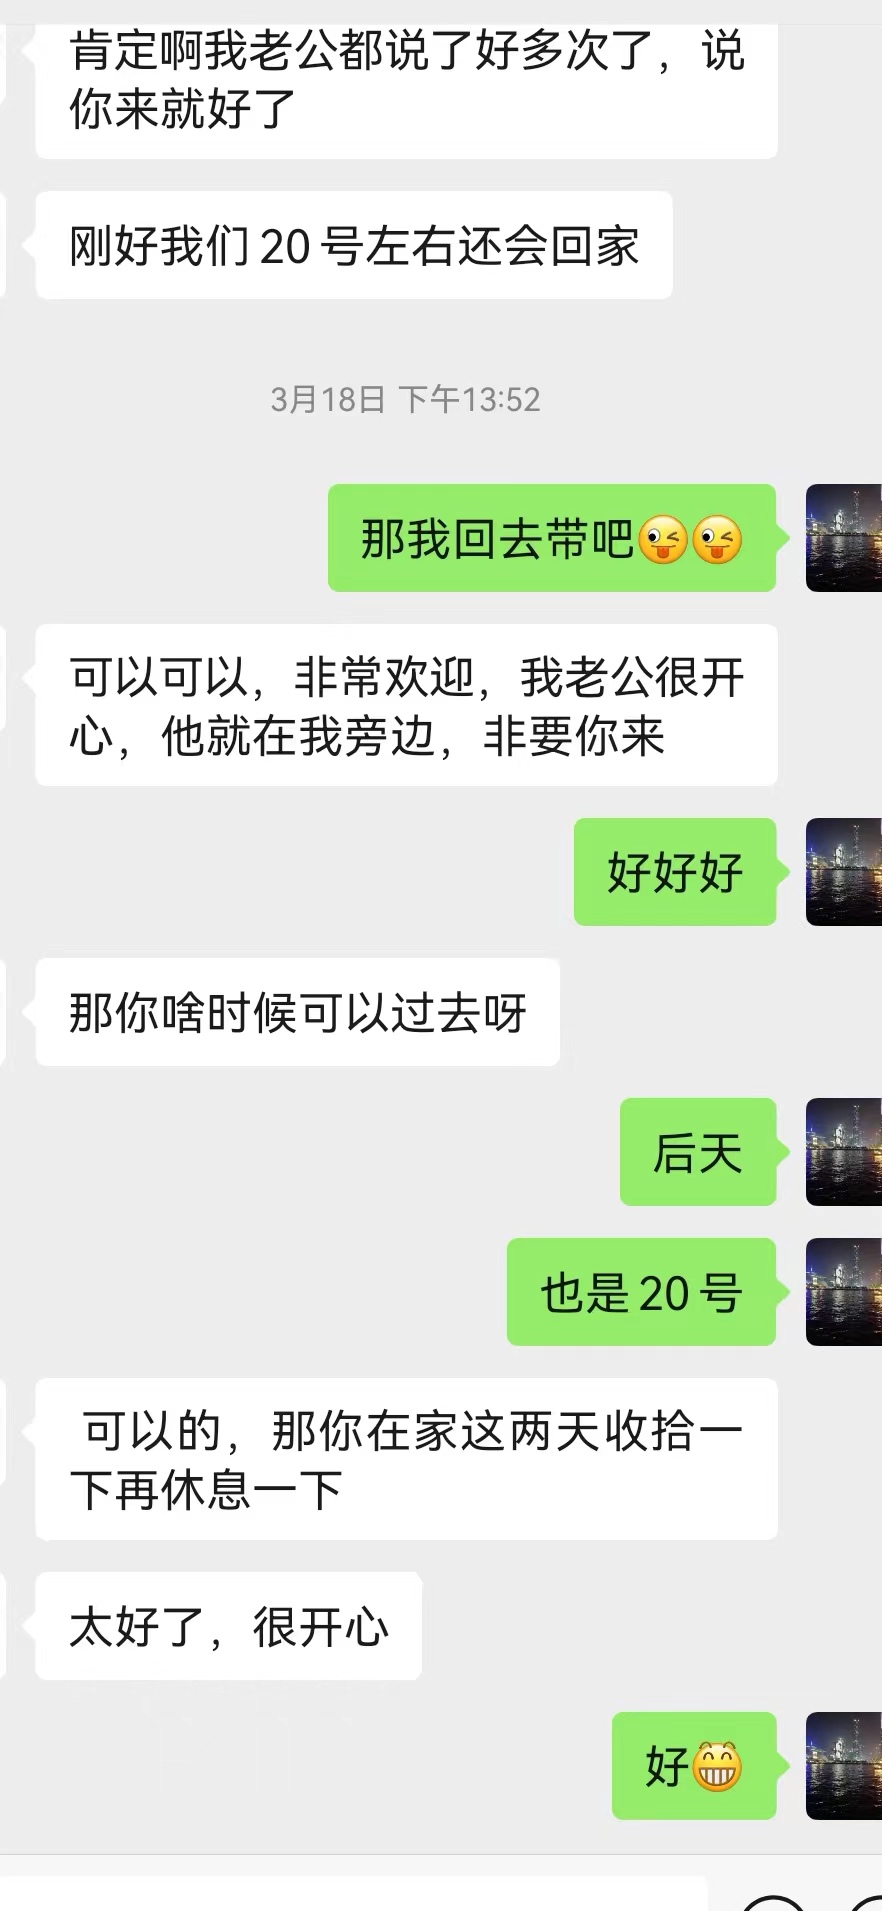 肯定啊我老公都说了好多次了，说
你来就好了
刚好我们20号左右还会回家
3月18日 下午13:52
那我回去带吧😜😜
可以可以，非常欢迎，我老公很开
心，他就在我旁边，非要你来
好好好
那你啥时候可以过去呀
后天
也是20号
可以的，那你在家这两天收拾一
下再休息一下
太好了，很开心
好😁